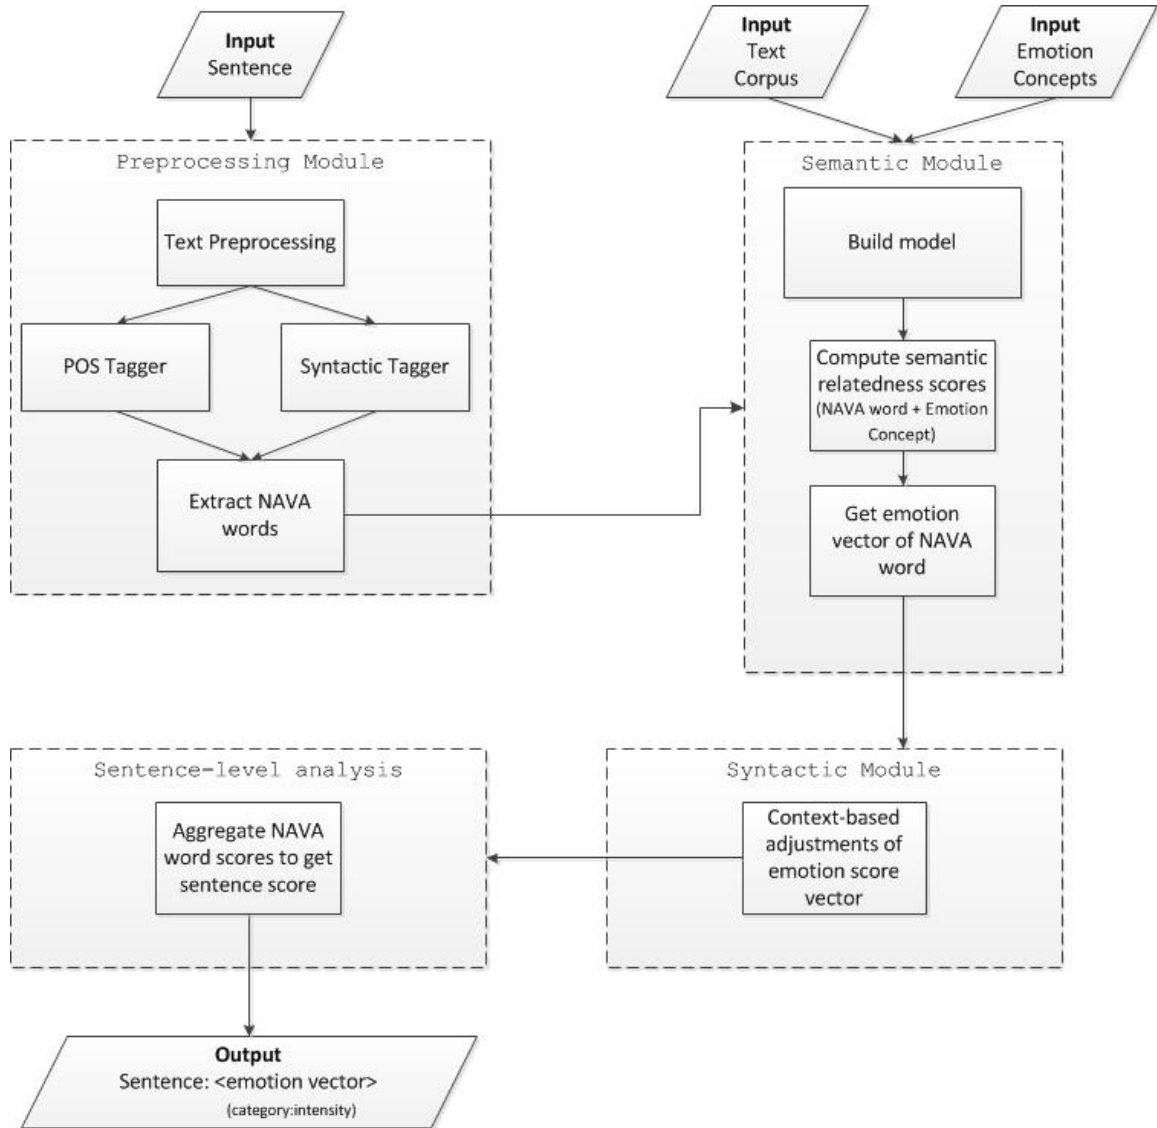 Input
Sentence
Input
Text
Corpus
Input
Emotion
Concepts
Preprocessing Module
Text Preprocessing
POS Tagger
Syntactic Tagger
Extract NAVA
words
Semantic Module
Build model
Compute semantic
relatedness scores
(NAVA word + Emotion
Concept)
Get emotion
vector of NAVA
word
Syntactic Module
Context-based
adjustments of
emotion score
vector
Sentence-level analysis
Aggregate NAVA
word scores to get
sentence score
Output
Sentence: <emotion vector>
(category:intensity)